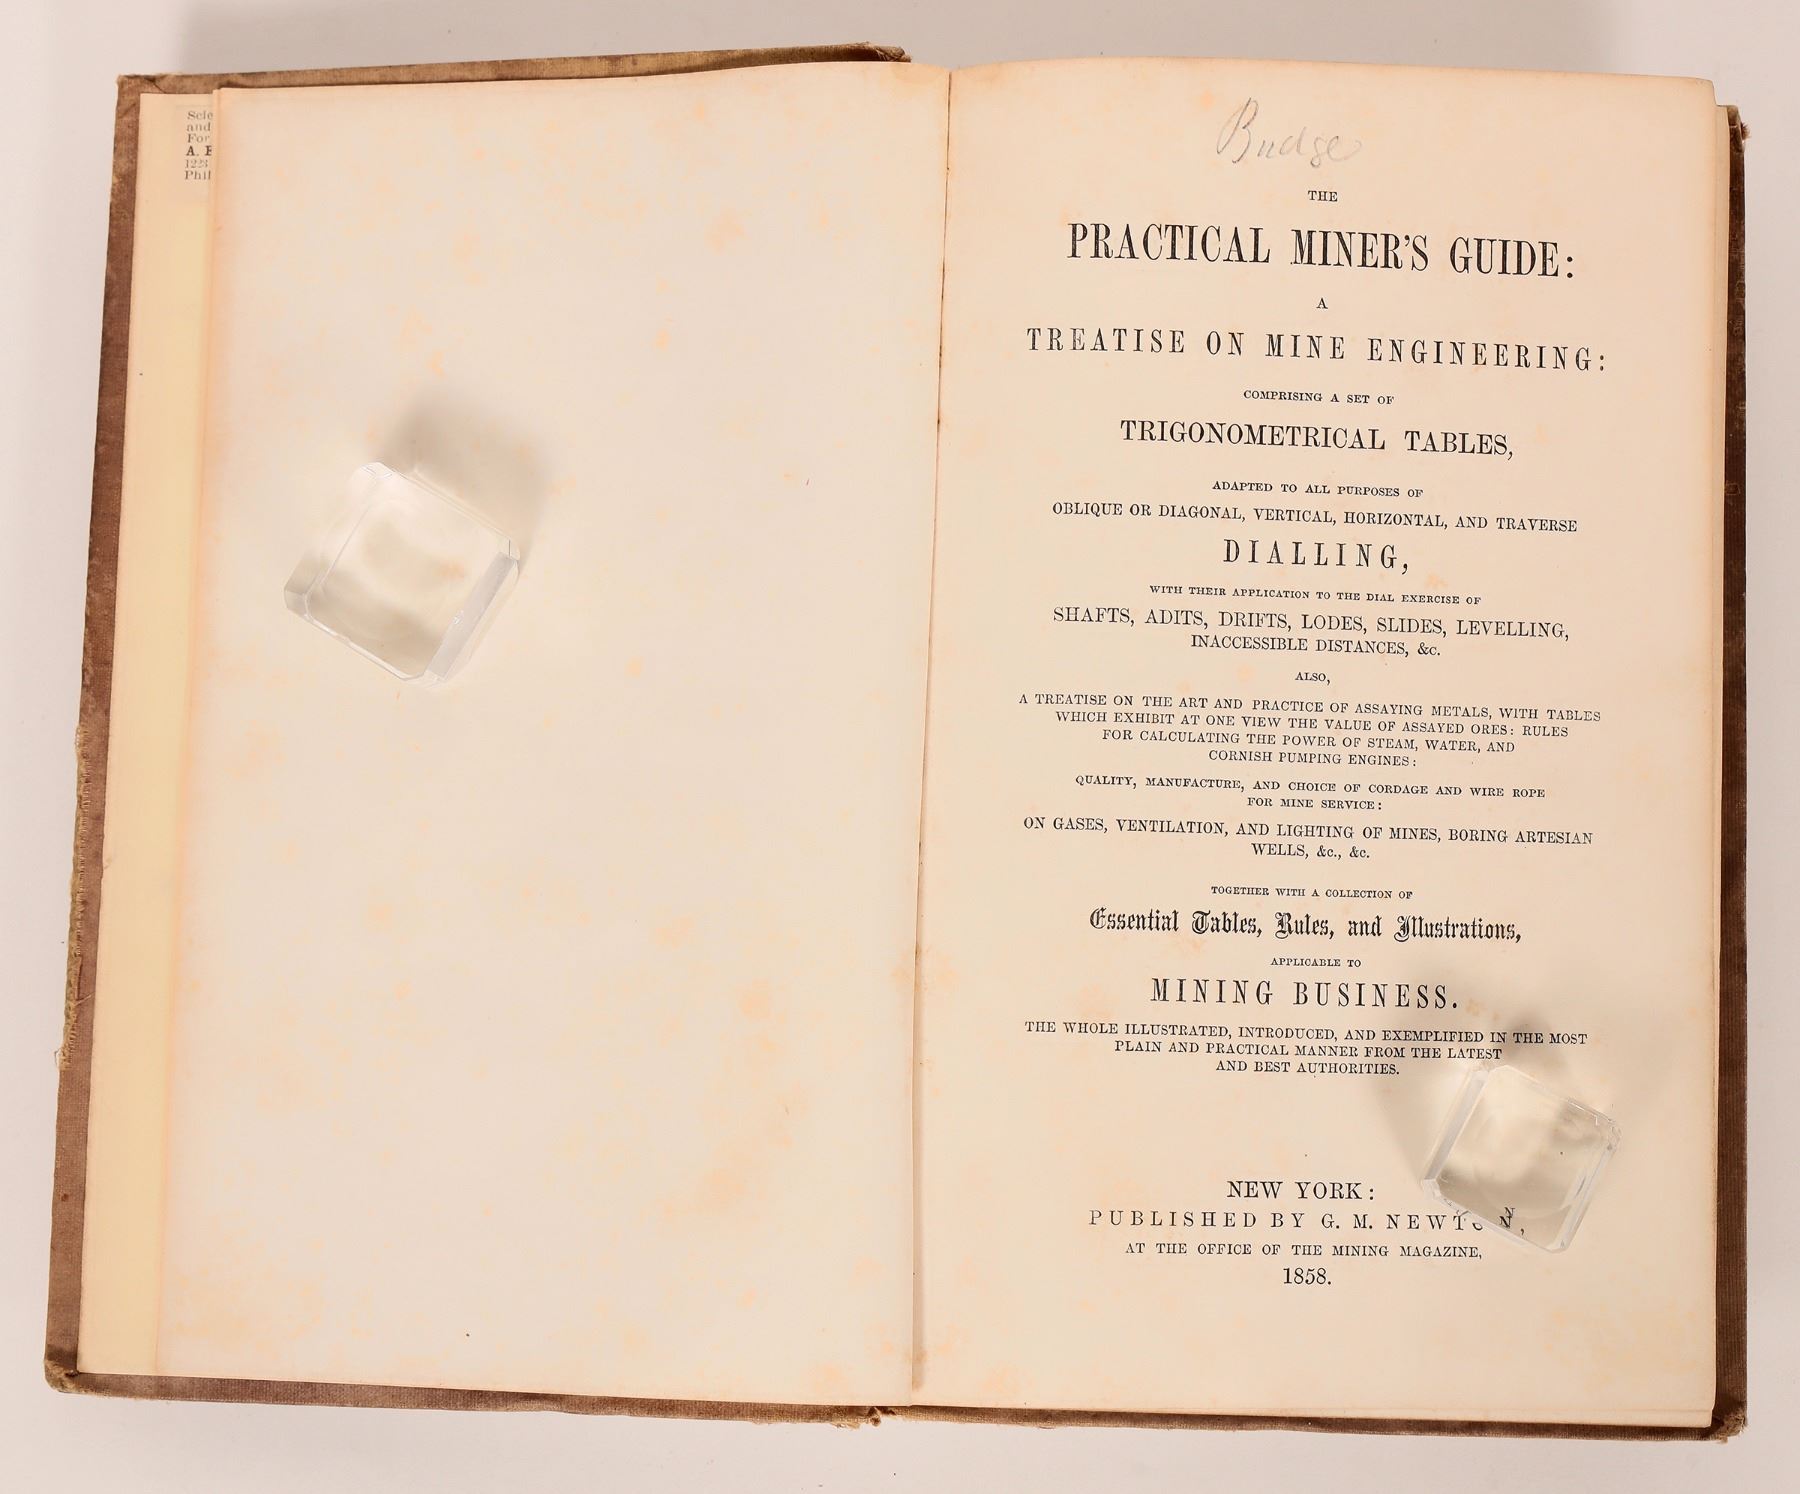 Scie
and
For
A. E
1223
Phil
Budge
THE
PRACTICAL MINER'S GUIDE:
A
TREATISE ON MINE ENGINEERING:
COMPRISING A SET OF
TRIGONOMETRICAL TABLES,
ADAPTED TO ALL PURPOSES OF
OBLIQUE OR DIAGONAL, VERTICAL, HORIZONTAL, AND TRAVERSE
DIALLING,
WITH THEIR APPLICATION TO THE DIAL EXERCISE OF
SHAFTS, ADITS, DRIFTS, LODES, SLIDES, LEVELLING,
INACCESSIBLE DISTANCES, &c.
ALSO,
A TREATISE ON THE ART AND PRACTICE OF ASSAYING METALS, WITH TABLES
WHICH EXHIBIT AT ONE VIEW THE VALUE OF ASSAYED ORES: RULES
FOR CALCULATING THE POWER OF STEAM, WATER, AND
CORNISH PUMPING ENGINES:
QUALITY, MANUFACTURE, AND CHOICE OF CORDAGE AND WIRE ROPE
FOR MINE SERVICE:
ON GASES, VENTILATION, AND LIGHTING OF MINES, BORING ARTESIAN
WELLS, &c., &c.
TOGETHER WITH A COLLECTION OF
Essential Tables, Rules, and Illustrations,
APPLICABLE TO
MINING BUSINESS.
THE WHOLE ILLUSTRATED, INTRODUCED, AND EXEMPLIFIED IN THE MOST
PLAIN AND PRACTICAL MANNER FROM THE LATEST
AND BEST AUTHORITIES.
NEW YORK:
PUBLISHED BY G. M. NEWTON,
AT THE OFFICE OF THE MINING MAGAZINE,
1858.